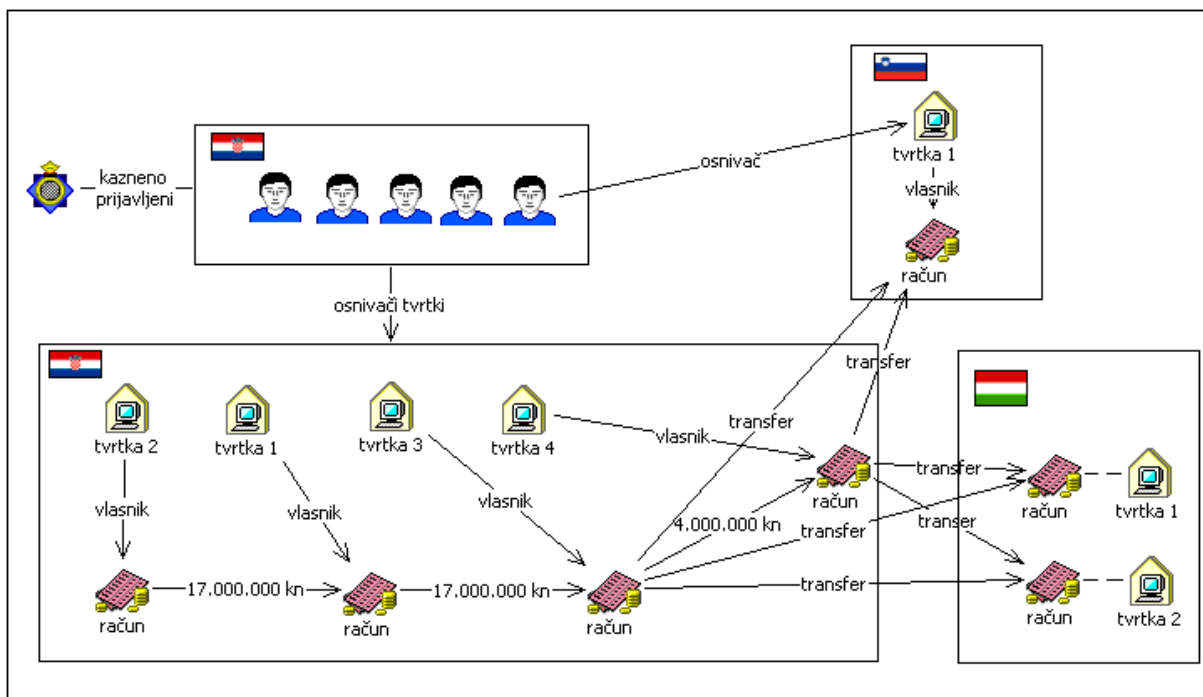 tvrtka 1
osnivač
kazneno
prijavljeni
vlasnik
račun
osnivači tvrtki
transfer
transfer
tvrtka 2
tvrtka 1
tvrtka 3
tvrtka 4
vlasnik
račun
transfer
račun
tvrtka 1
vlasnik
vlasnik
vlasnik
4.000.000 kn
transfer
transer
17.000.000 kn
17.000.000 kn
transfer
račun
račun
račun
račun
tvrtka 2